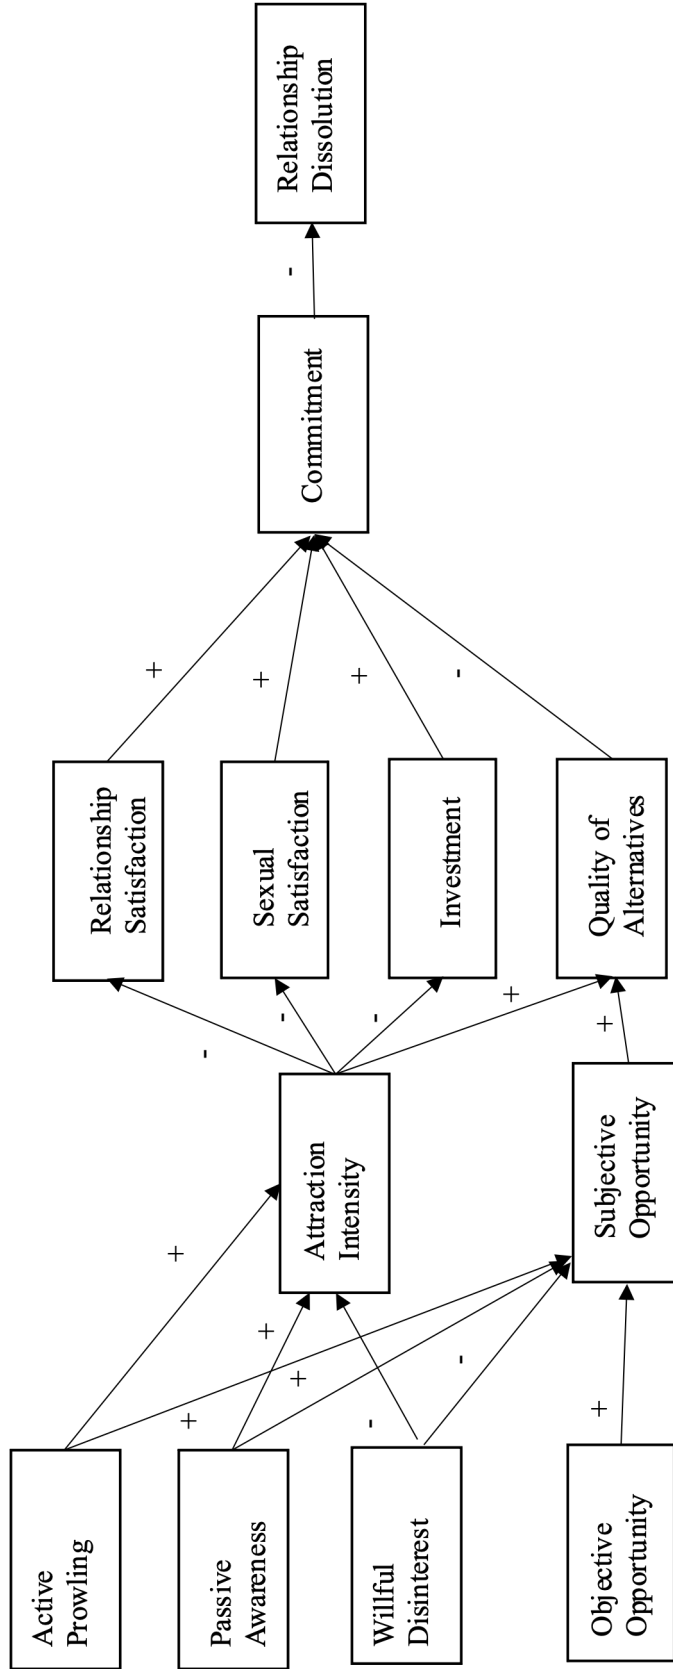 Active
Prowling
Passive
Awareness
Willful
Disinterest
Objective
Opportunity
+
+
+
+
-
-
+
Attraction
Intensity
Subjective
Opportunity
-
-
-
+
+
Relationship
Satisfaction
Sexual
Satisfaction
Investment
Quality of
Alternatives
+
+
+
-
Commitment
-
Relationship
Dissolution